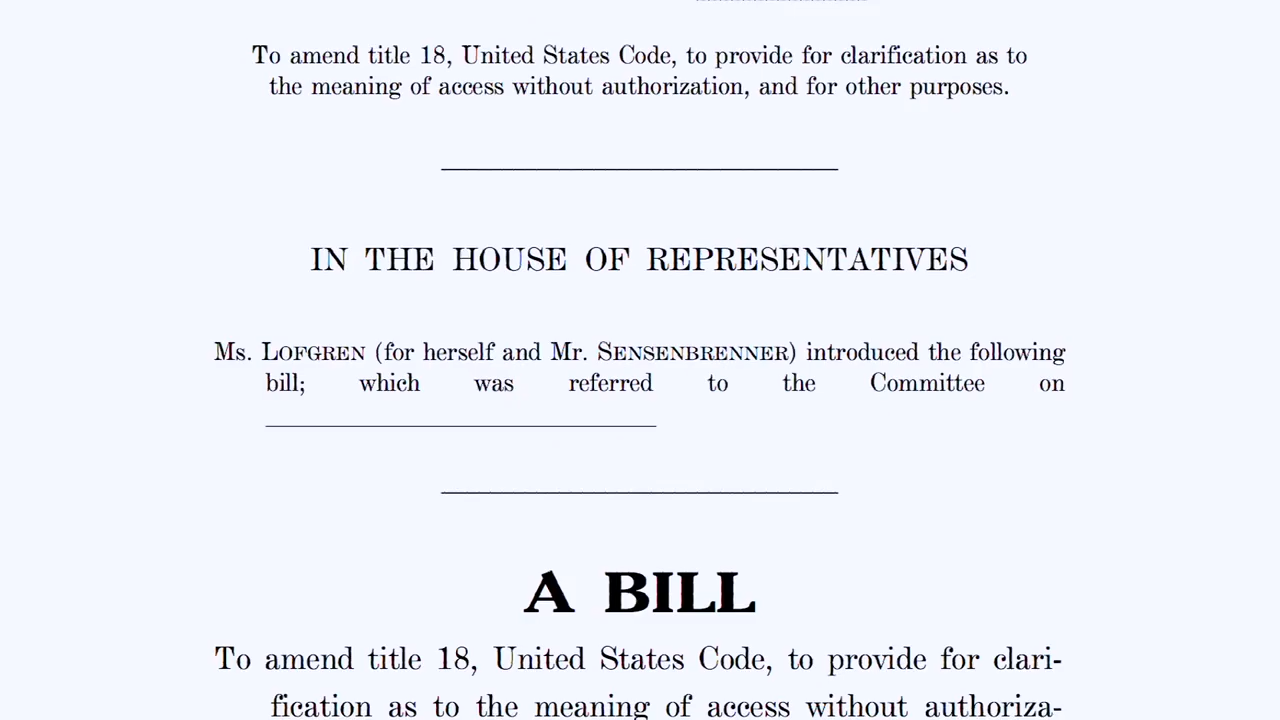 To amend title 18, United States Code, to provide for clarification as to
the meaning of access without authorization, and for other purposes.
IN THE HOUSE OF REPRESENTATIVES
Ms. LOFGREN (for herself and Mr. SENSENBRENNER) introduced the following
bill; which was referred to the Committee on
A BILL
To amend title 18, United States Code, to provide for clari-
fication as to the meaning of access without authoriza-